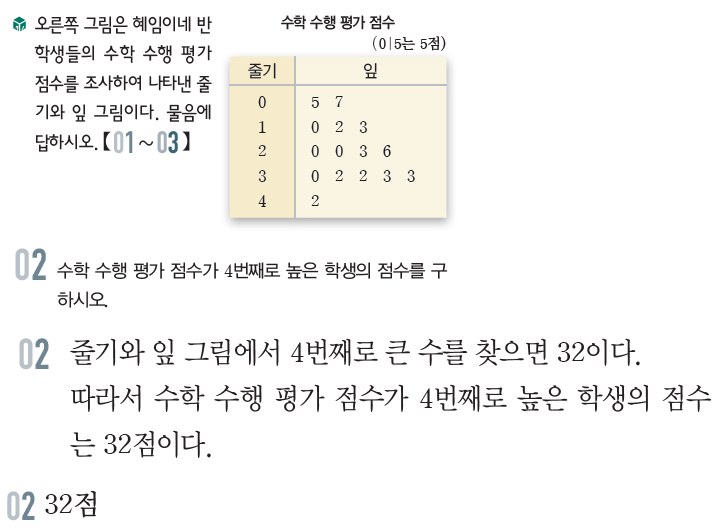 오른쪽 그림은 혜임이네 반
학생들의 수학 수행 평가
점수를 조사하여 나타낸 줄
기와 잎 그림이다. 물음에
답하시오.【01~03】
수학 수행 평가 점수
(0|5는 5점)
줄기 잎
0 5 7
1 0 2 3
2 0 0 3 6
3 0 2 2 3 3
4 2
02 수학 수행 평가 점수가 4번째로 높은 학생의 점수를 구
하시오.
02 줄기와 잎 그림에서 4번째로 큰 수를 찾으면 32이다.
따라서 수학 수행 평가 점수가 4번째로 높은 학생의 점수
는 32점이다.
02 32점